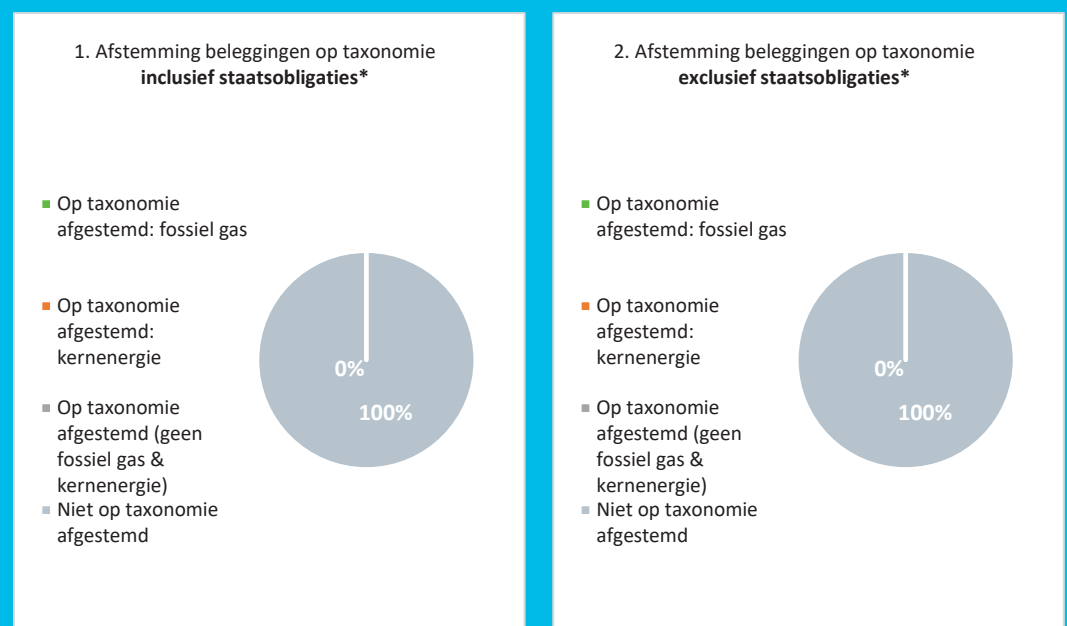 1. Afstemming beleggingen op taxonomie
inclusief staatsobligaties*
Op taxonomie
afgestemd: fossiel gas
Op taxonomie
afgestemd:
kernenergie
Op taxonomie
afgestemd (geen
fossiel gas &
kernenergie)
Niet op taxonomie
afgestemd
0%
100%
2. Afstemming beleggingen op taxonomie
exclusief staatsobligaties*
Op taxonomie
afgestemd: fossiel gas
Op taxonomie
afgestemd:
kernenergie
Op taxonomie
afgestemd (geen
fossiel gas &
kernenergie)
Niet op taxonomie
afgestemd
0%
100%